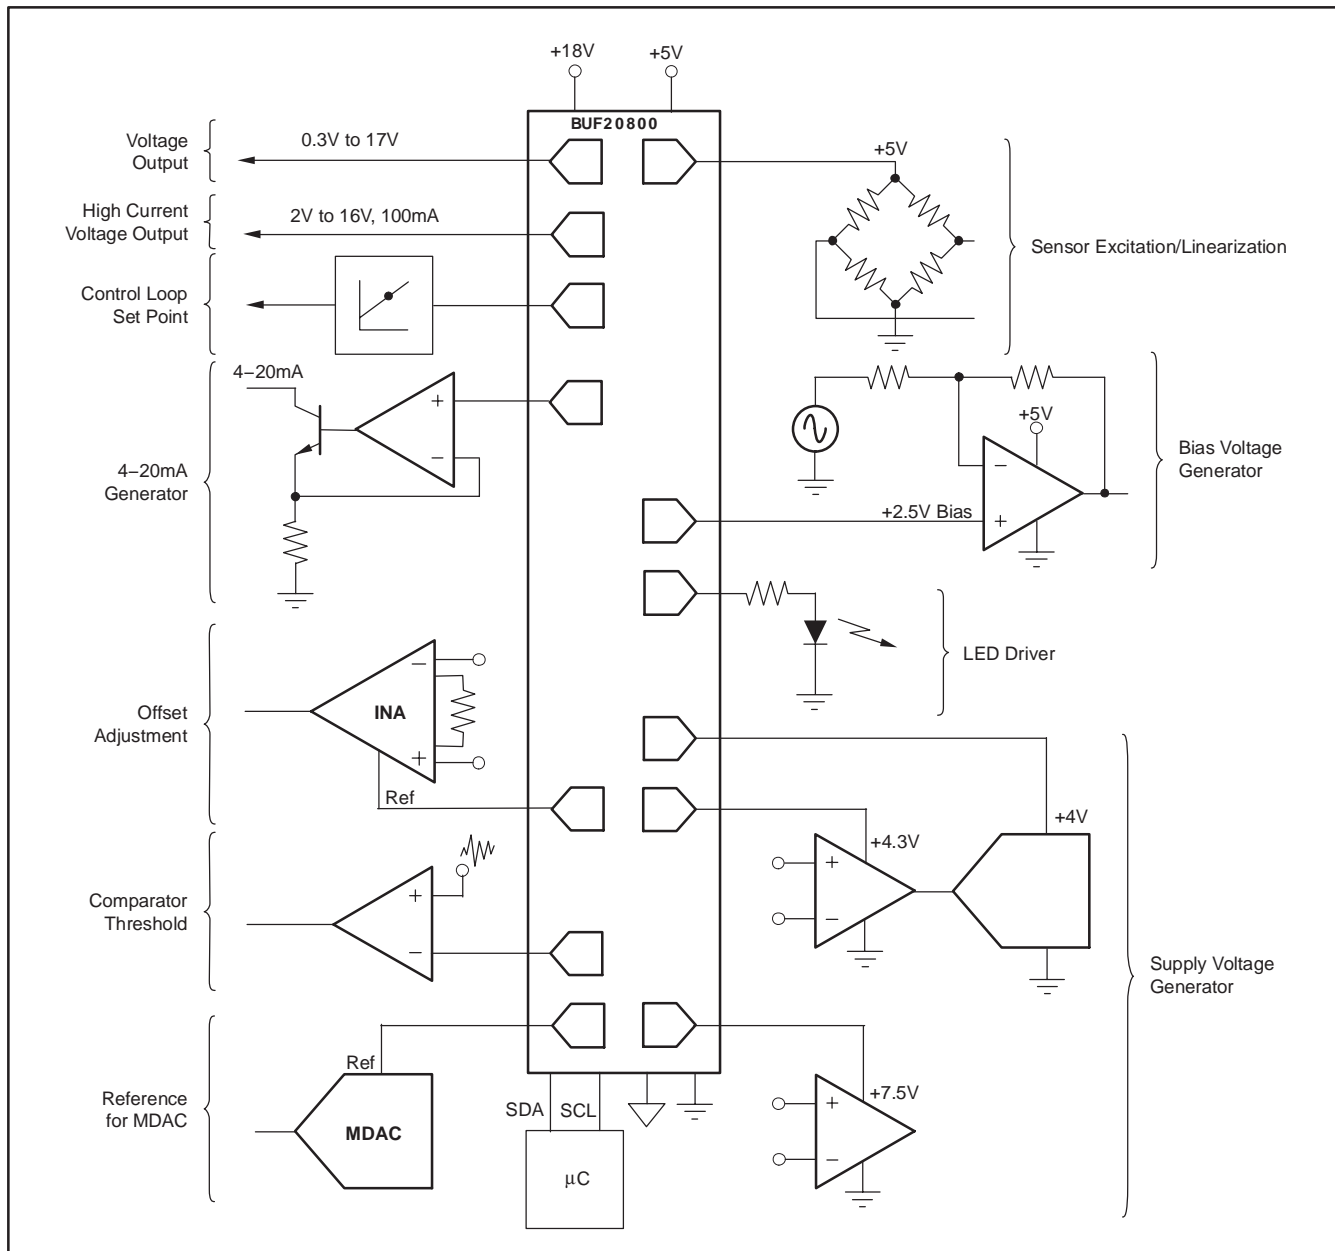 +18V
+5V
BUF20800
Voltage
Output
0.3V to 17V
+5V
High Current
Voltage Output
2V to 16V, 100mA
Sensor Excitation/Linearization
Control Loop
Set Point
4−20mA
+
−
4−20mA
Generator
+5V
−
+
+2.5V Bias
Bias Voltage
Generator
LED Driver
Offset
Adjustment
−
INA
+
Ref
+4V
+4.3V
+
−
Comparator
Threshold
+
−
Supply Voltage
Generator
Reference
for MDAC
Ref
MDAC
SDA
SCL
μC
+7.5V
+
−